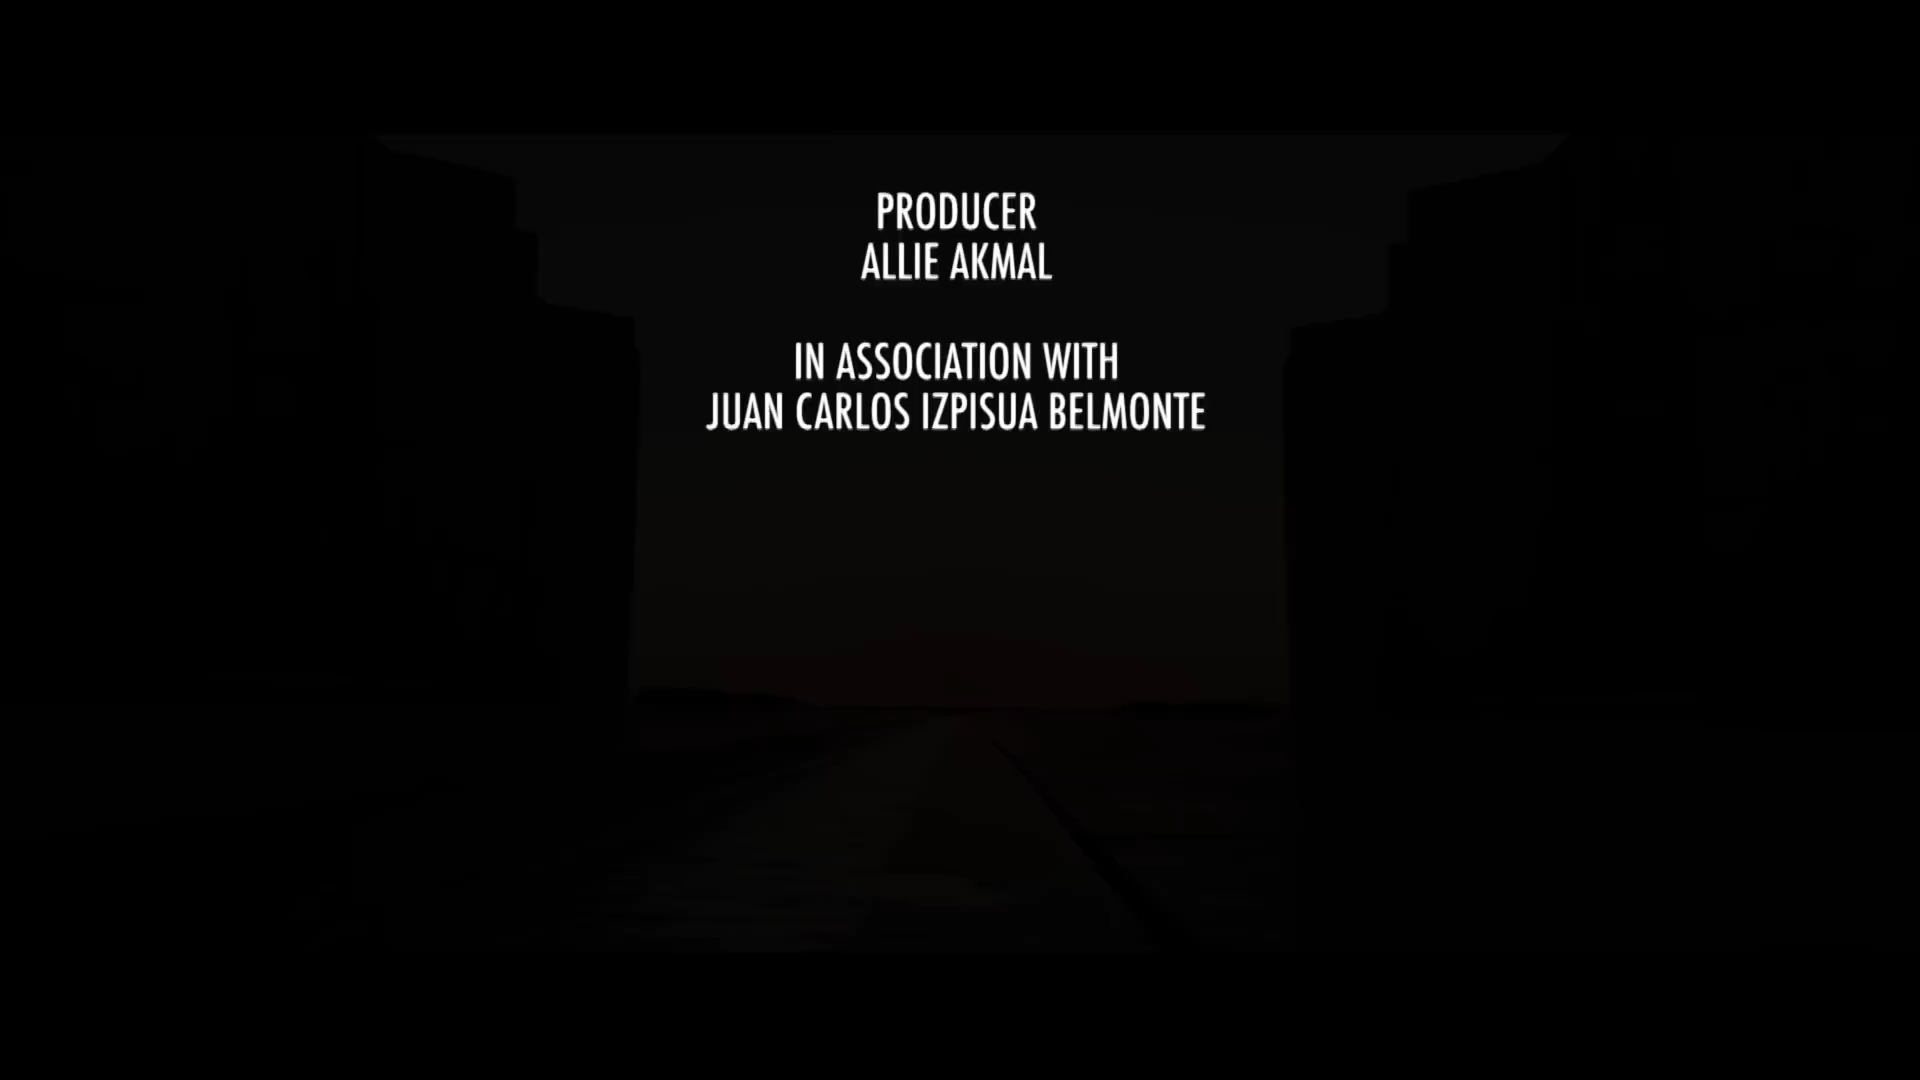 PRODUCER
ALLIE AKMAL
IN ASSOCIATION WITH
JUAN CARLOS IZPISUA BELMONTE